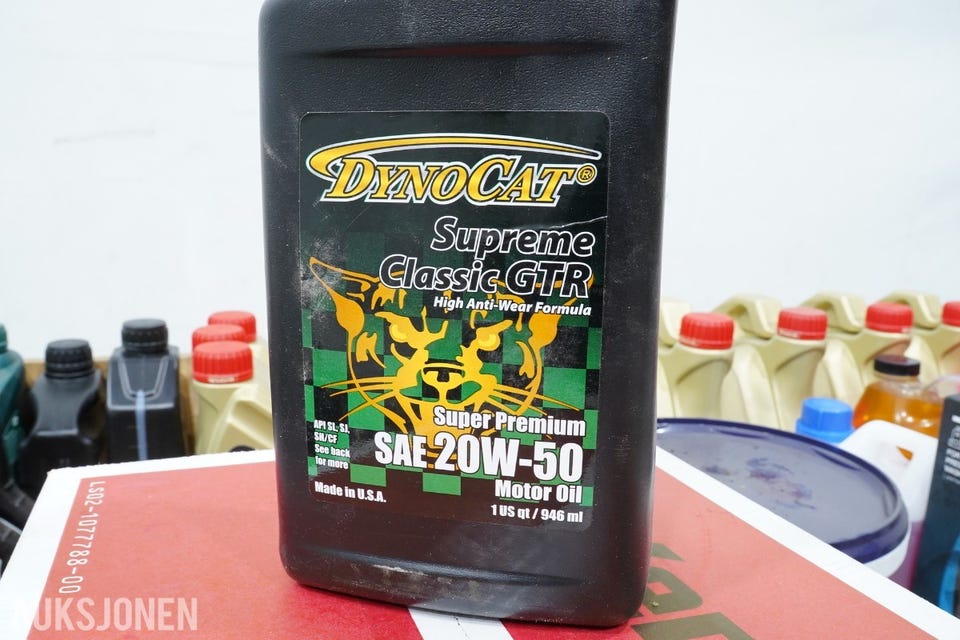 DYNOCAT®
Supreme
Classic GTR
High Anti-Wear Formula
Super Premium
API SL, SJ,
SH/CF
See back
for more
SAE 20W-50
Motor Oil
Made in U.S.A.
1 US qt / 946 ml
LS02-1077788-00
AUKSJONEN